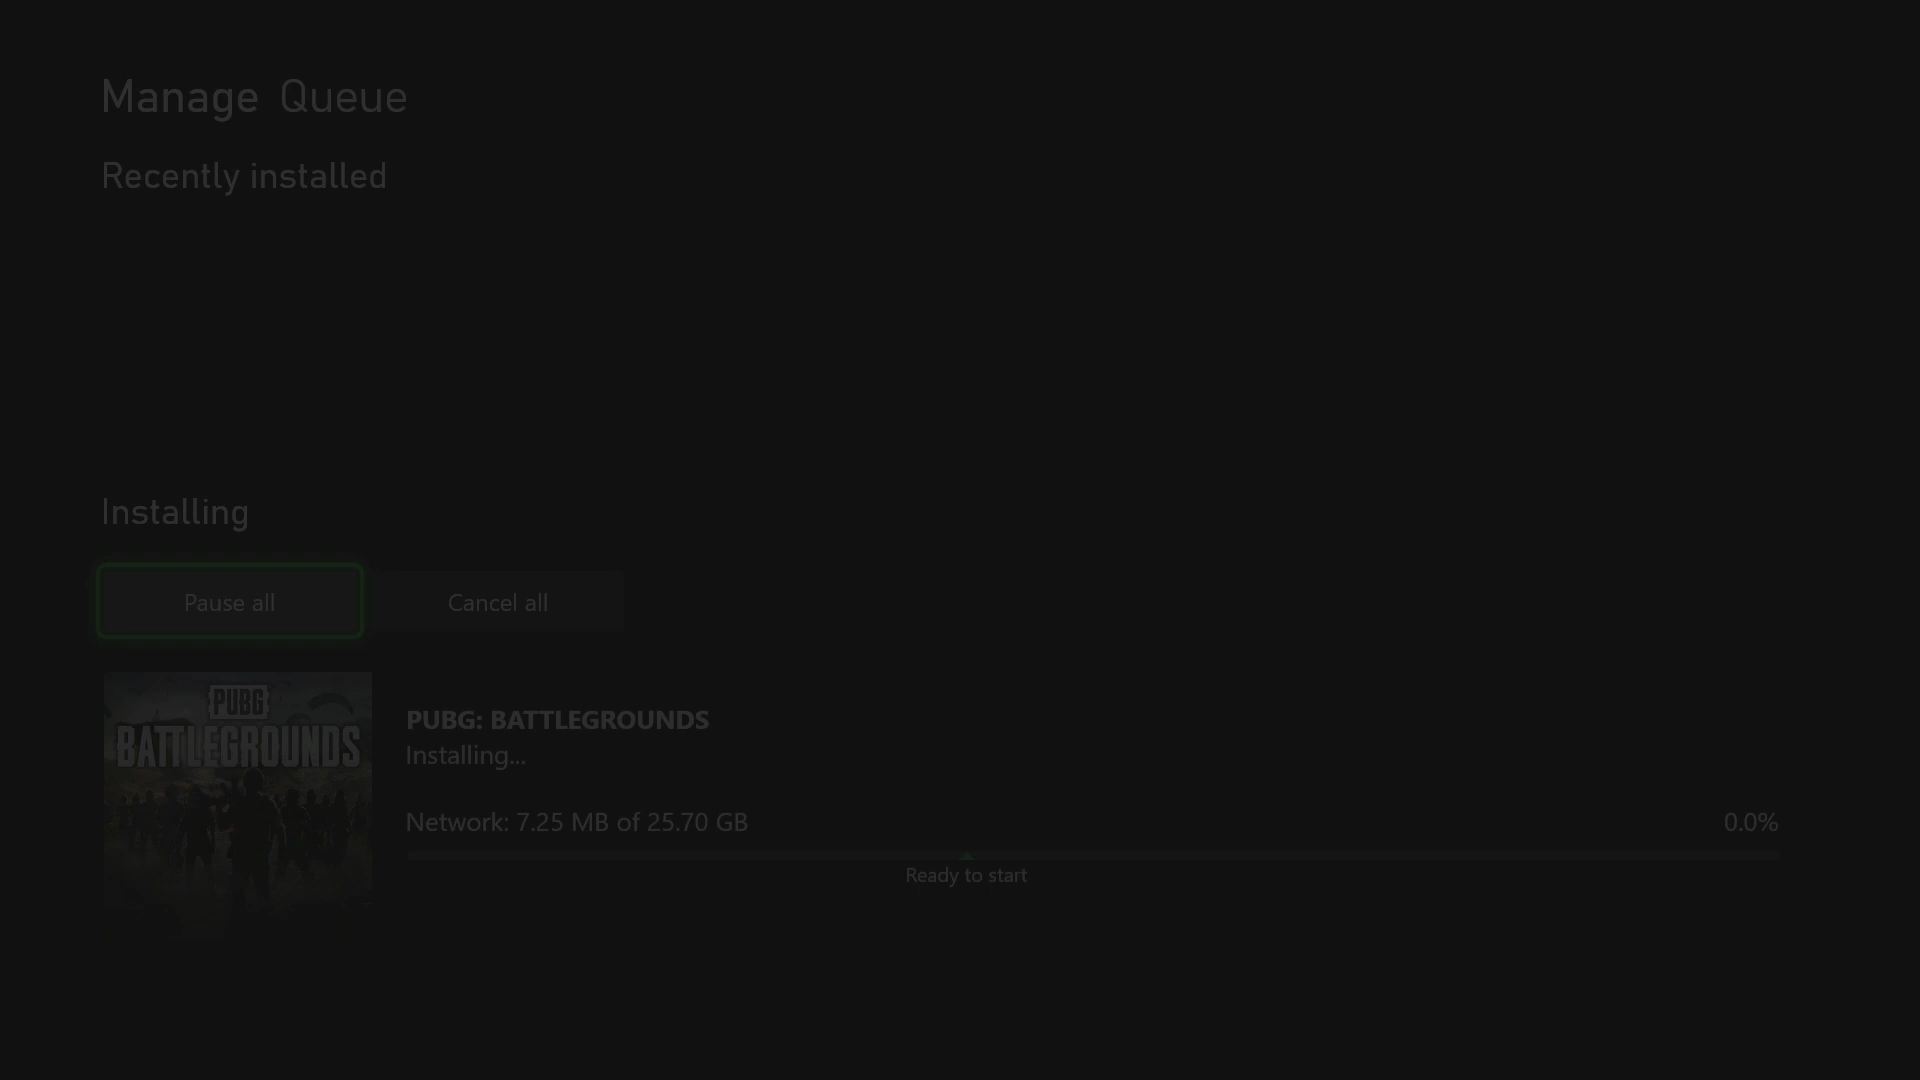 Manage Queue
Recently installed
Installing
Pause all
Cancel all
PUBG
BATTLEGROUNDS
PUBG: BATTLEGROUNDS
Installing...
Network: 7.25 MB of 25.70 GB
0.0%
Ready to start